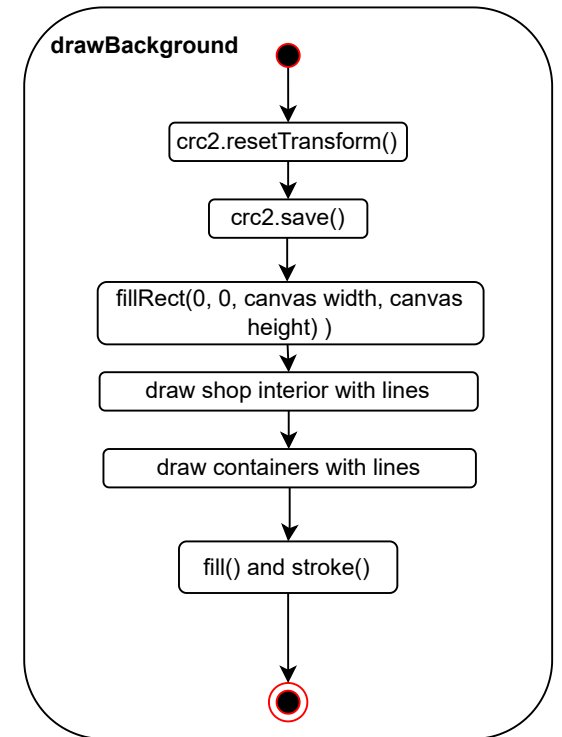 drawBackground
crc2.resetTransform()
crc2.save()
fillRect(0, 0, canvas width, canvas
height) )
draw shop interior with lines
draw containers with lines
fill() and stroke()